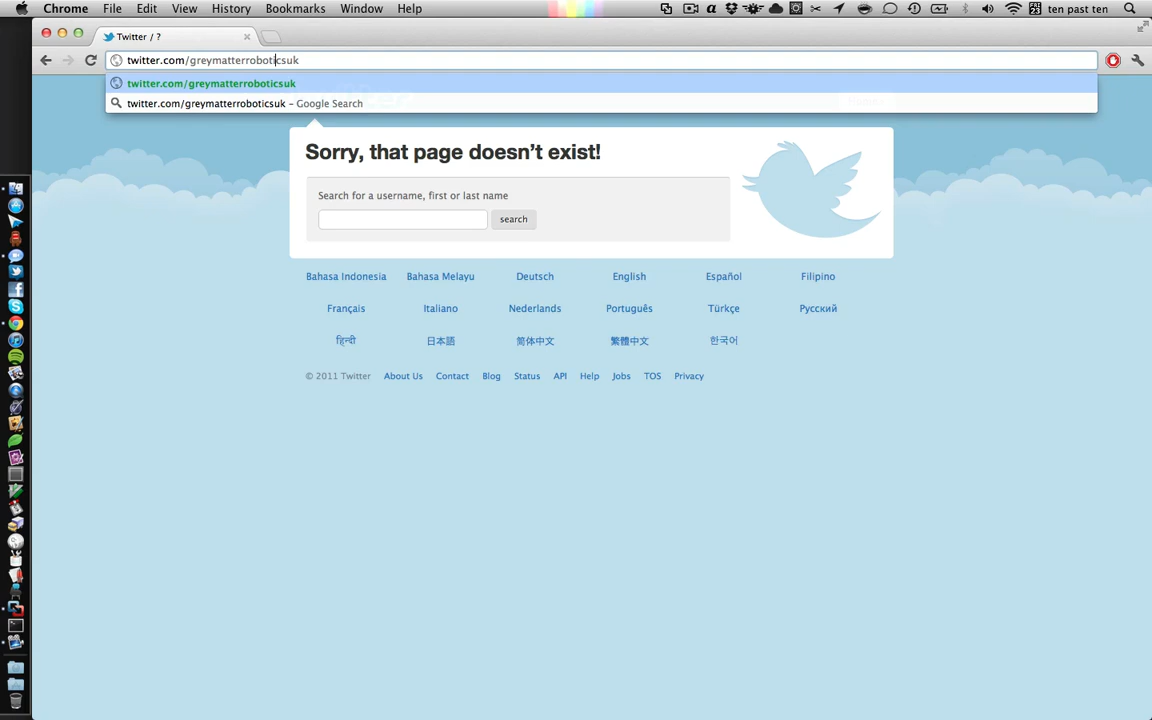 Chrome File Edit View History Bookmarks Window Help ten past ten
Twitter / ?
twitter.com/greymatterroboticsuk
twitter.com/greymatterroboticsuk
twitter.com/greymatterroboticsuk – Google Search
Sorry, that page doesn’t exist!
Search for a username, first or last name
search
Bahasa Indonesia Bahasa Melayu Deutsch English Español Filipino
Français Italiano Nederlands Português Türkçe Русский
हिन्दी 日本語 简体中文 繁體中文 한국어
© 2011 Twitter About Us Contact Blog Status API Help Jobs TOS Privacy